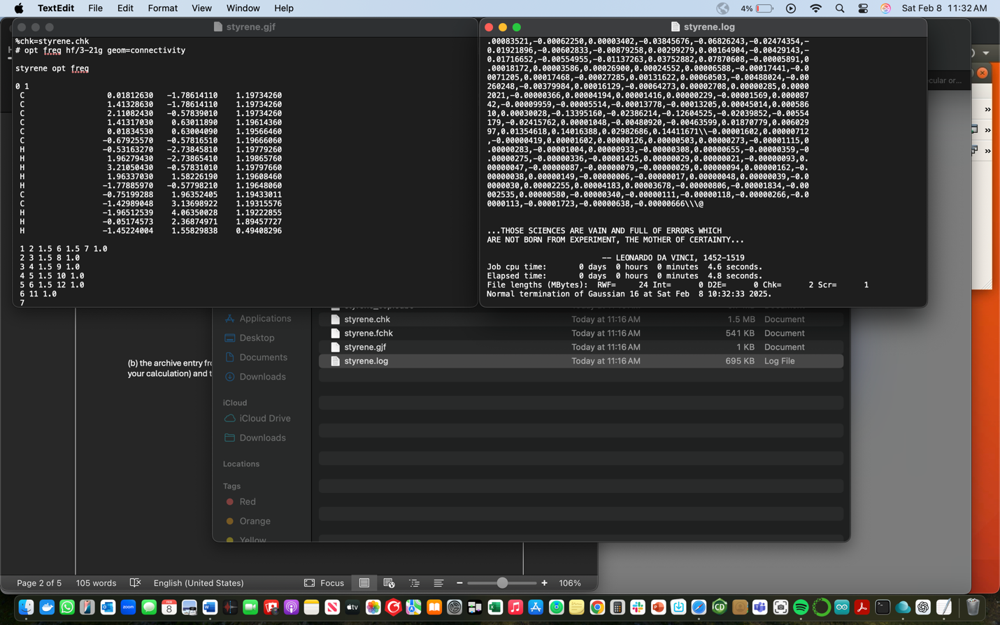 TextEdit File Edit Format View Window Help
4% Sat Feb 8 11:32 AM
styrene.gjf
%chk=styrene.chk
# opt freq hf/3-21g geom=connectivity
styrene opt freq
0 1
C 0.01812630 -1.78614110 1.19734260
C 1.41328630 -1.78614110 1.19734260
C 2.11082430 -0.57839010 1.19734260
C 1.41317030 0.63011890 1.19614360
C 0.01834530 0.63004090 1.19566460
C -0.67925570 -0.57816510 1.19666060
H -0.53163270 -2.73845810 1.19779260
H 1.96279430 -2.73865410 1.19865760
H 3.21050430 -0.57831010 1.19797660
H 1.96337030 1.58226190 1.19608460
H -1.77885970 -0.57798210 1.19648060
C -0.75199288 1.96352405 1.19433011
C -1.42989048 3.13698922 1.19315576
H -1.96512539 4.06350028 1.19222855
H -0.05174573 2.36874971 1.89457727
H -1.45224004 1.55829838 0.49408296
1 2 1.5 6 1.5 7 1.0
2 3 1.5 8 1.0
3 4 1.5 9 1.0
4 5 1.5 10 1.0
5 6 1.5 12 1.0
6 11 1.0
7
styrene.log
.00083521,-0.00062250,0.00003402,-0.03845676,-0.06826243,-0.02474354,-
0.01921896,-0.00602833,-0.00879258,0.00299279,0.00164904,-0.00429143,-
0.01716652,-0.00554955,-0.01137263,0.03752882,0.07870608,-0.00005891,0
.00018172,0.00003586,0.00026900,0.00024552,0.00006588,-0.00017441,-0.0
0071205,0.00017468,-0.00027285,0.00131622,0.00060503,-0.00488024,-0.00
260248,-0.00379984,0.00016129,-0.00064273,0.00002708,0.00000285,0.0000
2021,-0.00000366,0.00004194,0.00001416,0.00000229,-0.00001569,0.000087
42,-0.00009959,-0.00005514,-0.00013778,-0.00013205,0.00045014,0.000586
10,0.00030028,-0.13395160,-0.02386214,-0.12604525,-0.02039852,-0.00554
179,-0.02415762,0.00001048,-0.00480920,-0.00463599,0.01870779,0.006029
97,0.01354618,0.14016388,0.02982686,0.14411671\\-0.00001602,0.00000712
,-0.00000419,0.00001602,0.00000126,0.00000503,0.00000273,-0.00001115,0
.00000283,-0.00001004,0.00000933,-0.00000308,0.00000655,-0.00000359,-0
.00000275,-0.00000336,-0.00001425,0.00000029,0.00000021,-0.00000093,0.
00000047,-0.00000087,-0.00000079,-0.00000029,0.00000094,0.00000162,-0.
00000038,0.00000149,-0.00000006,-0.00000017,0.00000048,0.00000039,-0.0
0000030,0.00002255,0.00004183,0.00003678,-0.00000806,-0.00001834,-0.00
002535,0.00000580,-0.00000340,-0.00000111,-0.00000118,-0.00000266,-0.0
0000113,-0.00001723,-0.00000638,-0.00000666\\\@
...THOSE SCIENCES ARE VAIN AND FULL OF ERRORS WHICH
ARE NOT BORN FROM EXPERIMENT, THE MOTHER OF CERTAINTY...
-- LEONARDO DA VINCI, 1452-1519
Job cpu time: 0 days 0 hours 0 minutes 4.6 seconds.
Elapsed time: 0 days 0 hours 0 minutes 4.8 seconds.
File lengths (MBytes): RWF= 24 Int= 0 D2E= 0 Chk= 2 Scr= 1
Normal termination of Gaussian 16 at Sat Feb 8 10:32:33 2025.
cular or...
(b) the archive entry fr
your calculation) and t
Applications
Desktop
Documents
Downloads
iCloud
iCloud Drive
Downloads
Locations
Tags
Red
Orange
Yellow
styrene.chk Today at 11:16 AM 1.5 MB Document
styrene.fchk Today at 11:16 AM 541 KB Document
styrene.gjf Today at 11:16 AM 1 KB Document
styrene.log Today at 11:16 AM 695 KB Log File
Page 2 of 5 105 words English (United States) Focus 106%
FEB
8
zoom
tv